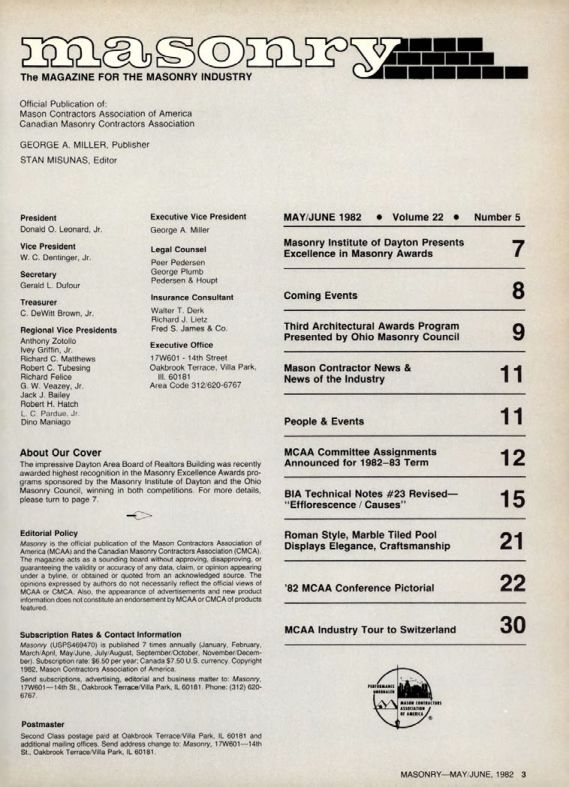 masonry
The MAGAZINE FOR THE MASONRY INDUSTRY
Official Publication of:
Mason Contractors Association of America
Canadian Masonry Contractors Association
GEORGE A. MILLER, Publisher
STAN MISUNAS, Editor
President
Donald O. Leonard, Jr.
Vice President
W. C. Dentinger, Jr.
Secretary
Gerald L. Dufour
Treasurer
C. DeWitt Brown, Jr.
Regional Vice Presidents
Anthony Zotollo
Ivey Griffin, Jr.
Richard C. Matthews
Robert C. Tubesing
Richard Felice
G. W. Veazey, Jr.
Jack J. Bailey
Robert H. Hatch
L. C. Pardue, Jr.
Dino Maniago
Executive Vice President
George A. Miller
Legal Counsel
Peer Pedersen
George Plumb
Pedersen & Houpt
Insurance Consultant
Walter T. Derk
Richard J. Lietz
Fred S. James & Co.
Executive Office
17W601 - 14th Street
Oakbrook Terrace, Villa Park,
Ill. 60181
Area Code 312/620-6767
About Our Cover
The impressive Dayton Area Board of Realtors Building was recently
awarded highest recognition in the Masonry Excellence Awards pro-
grams sponsored by the Masonry Institute of Dayton and the Ohio
Masonry Council, winning in both competitions. For more details,
please turn to page 7.
Editorial Policy
Masonry is the official publication of the Mason Contractors Association of
America (MCAA) and the Canadian Masonry Contractors Association (CMCA).
The magazine acts as a sounding board without approving, disapproving, or
guaranteeing the validity or accuracy of any data, claim, or opinion appearing
under a byline, or obtained or quoted from an acknowledged source. The
opinions expressed by authors do not necessarily reflect the official views of
MCAA or CMCA. Also, the appearance of advertisements and new product
information does not constitute an endorsement by MCAA or CMCA of products
featured.
Subscription Rates & Contact Information
Masonry (USPS469470) is published 7 times annually (January, February,
March/April, May/June, July/August, September/October, November/Decem-
ber). Subscription rate: $6.50 per year; Canada $7.50 U.S. currency. Copyright
1982, Mason Contractors Association of America.
Send subscriptions, advertising, editorial and business matter to: Masonry,
17W601—14th St., Oakbrook Terrace/Villa Park, IL 60181. Phone: (312) 620-
6767.
Postmaster
Second Class postage paid at Oakbrook Terrace/Villa Park, IL 60181 and
additional mailing offices. Send address change to: Masonry, 17W601—14th
St., Oakbrook Terrace/Villa Park, IL 60181.
MAY/JUNE 1982 • Volume 22 • Number 5
Masonry Institute of Dayton Presents
Excellence in Masonry Awards 7
Coming Events 8
Third Architectural Awards Program
Presented by Ohio Masonry Council 9
Mason Contractor News &
News of the Industry 11
People & Events 11
MCAA Committee Assignments
Announced for 1982–83 Term 12
BIA Technical Notes #23 Revised—
"Efflorescence / Causes" 15
Roman Style, Marble Tiled Pool
Displays Elegance, Craftsmanship 21
'82 MCAA Conference Pictorial 22
MCAA Industry Tour to Switzerland 30
MASON CONTRACTORS
ASSOCIATION
OF AMERICA
®
MASONRY—MAY/JUNE, 1982 3